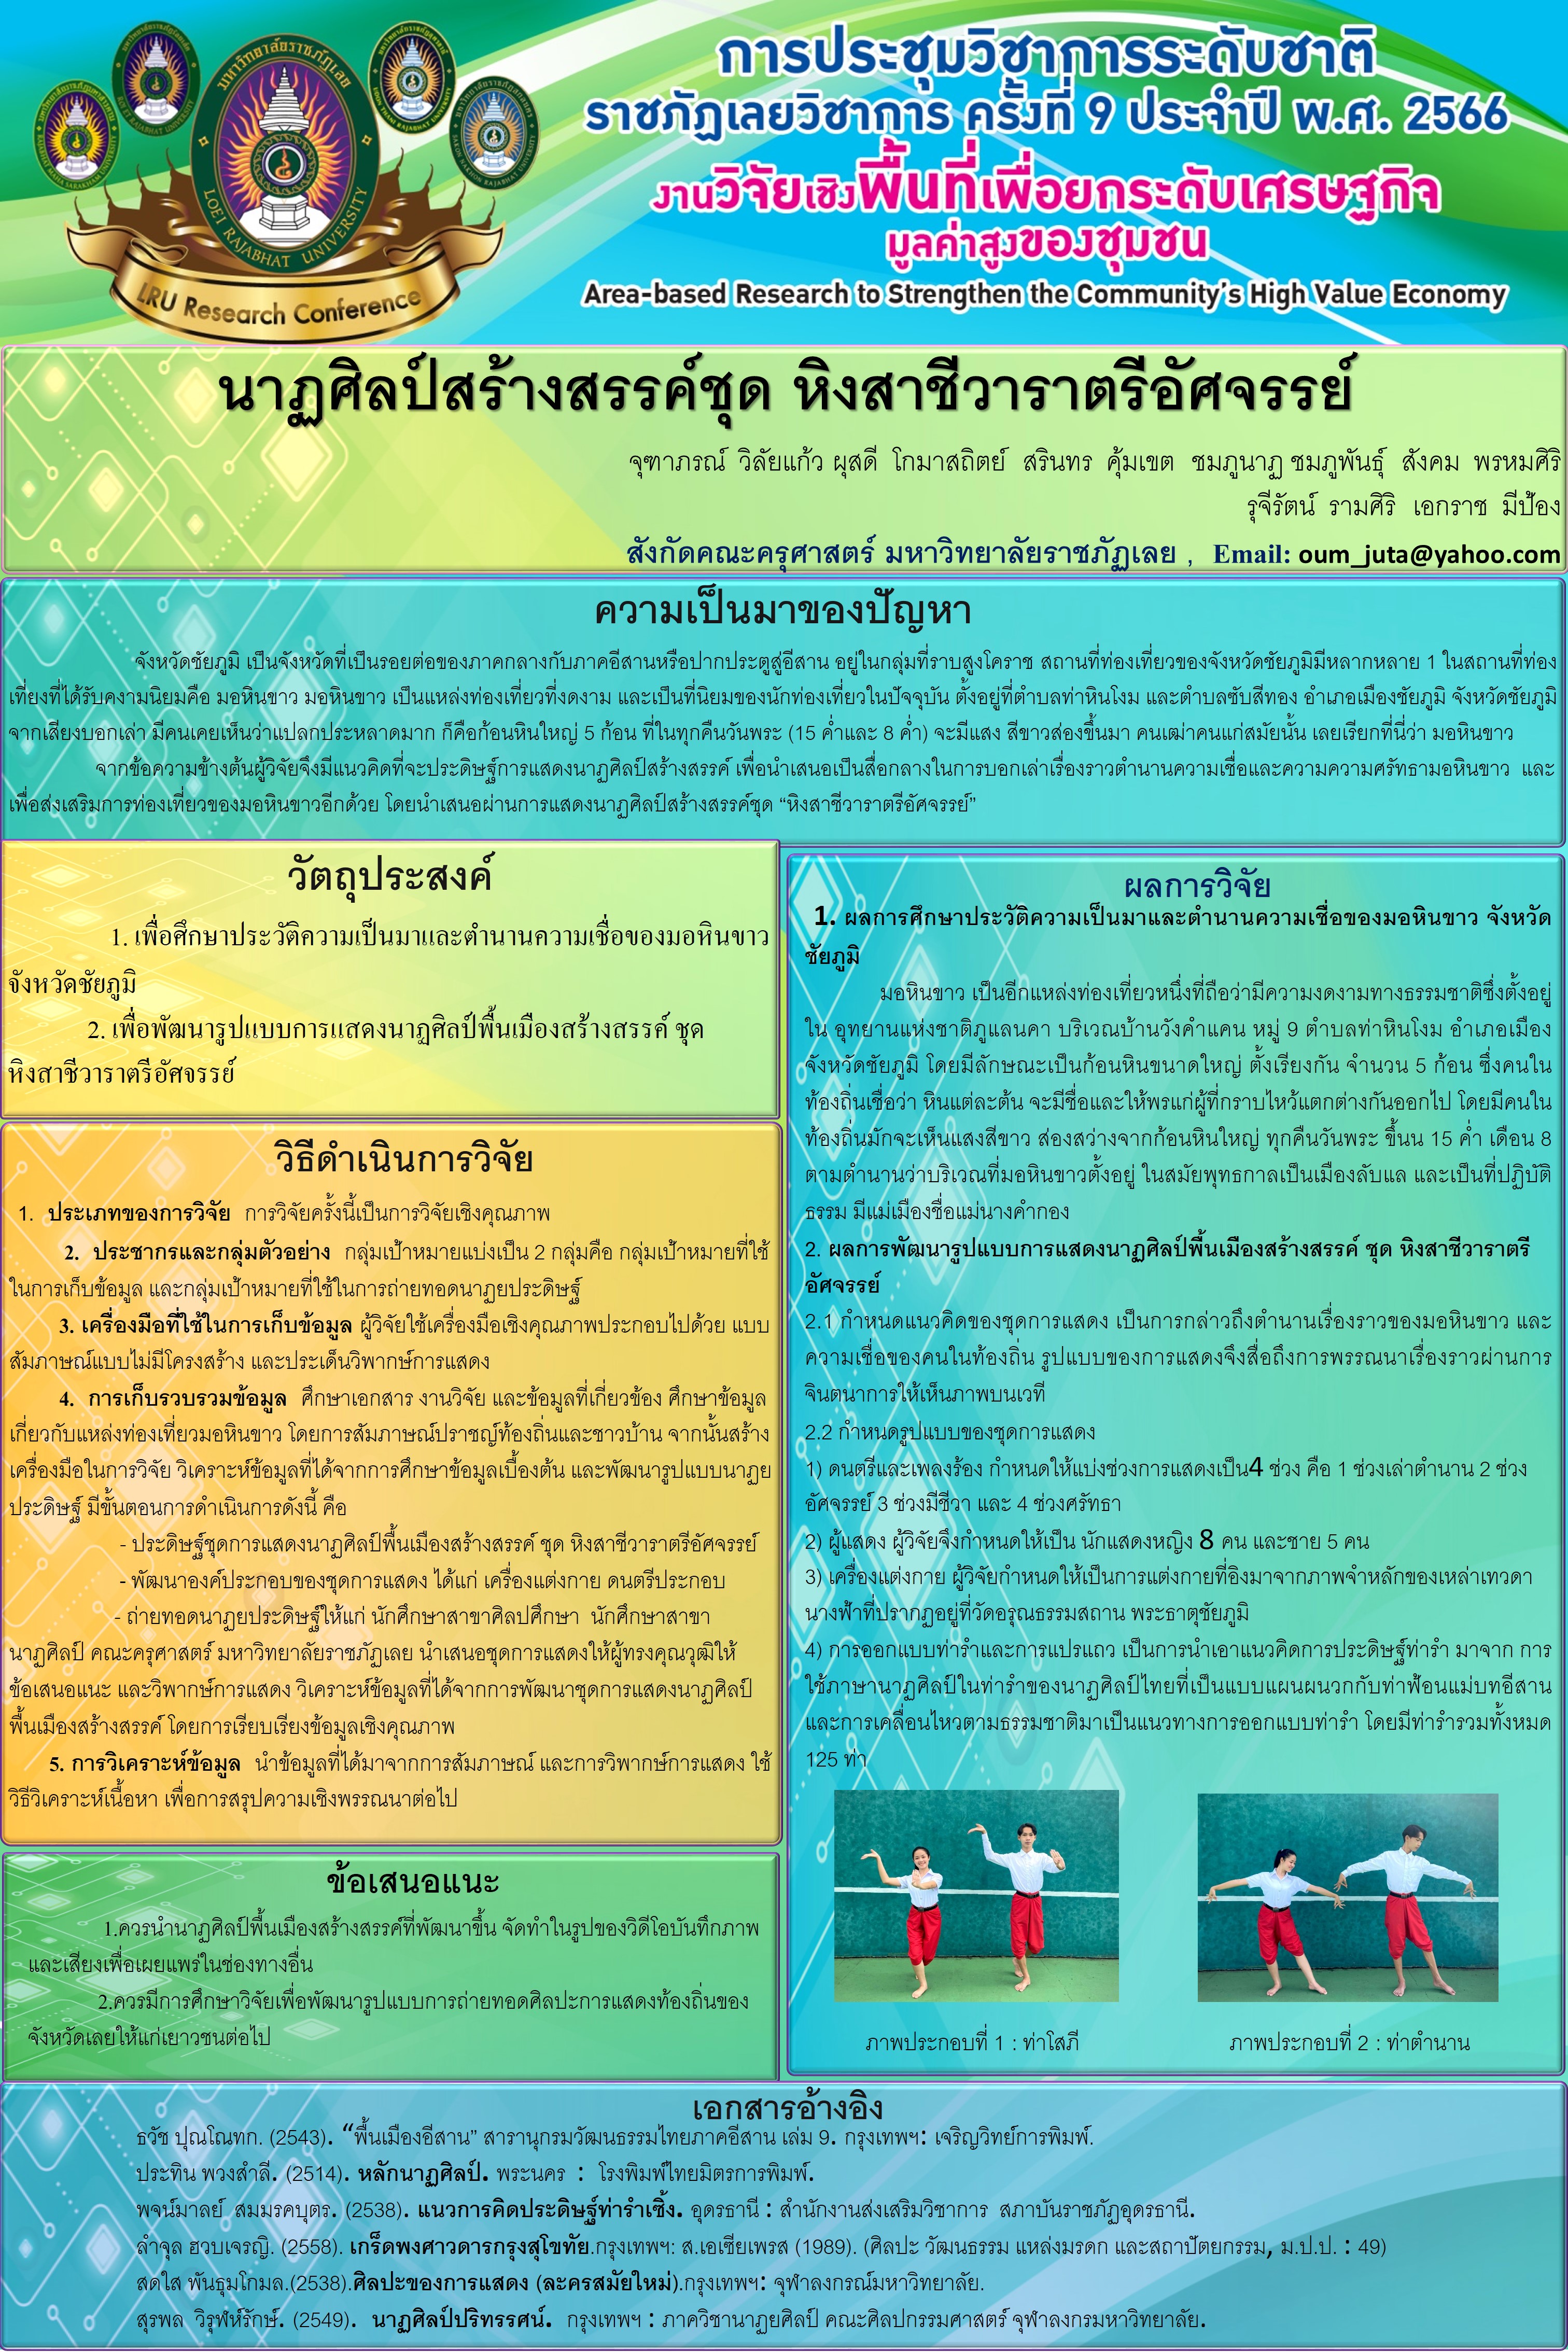 มหาวิทยาลัยราชภัฏเลย
LOEI RAJABHAT UNIVERSITY
LRU Research Conference
การประชุมวิชาการระดับชาติ
ราชภัฏเลยวิชาการ ครั้งที่ 9 ประจำปี พ.ศ. 2566
งานวิจัยเชิงพื้นที่เพื่อยกระดับเศรษฐกิจ
มูลค่าสูงของชุมชน
Area-based Research to Strengthen the Community's High Value Economy
นาฏศิลป์สร้างสรรค์ชุด หิงสาชีวาราตรีอัศจรรย์
จุฑาภรณ์ วิลัยแก้ว ผุสดี โกมาสถิตย์ สรินทร คุ้มเขต ชมภูนาฏ ชมภูพันธุ์ สังคม พรหมศิริ
รุจีรัตน์ รามศิริ เอกราช มีป้อง
สังกัดคณะครุศาสตร์ มหาวิทยาลัยราชภัฏเลย , Email: oum_juta@yahoo.com
ความเป็นมาของปัญหา
จังหวัดชัยภูมิ เป็นจังหวัดที่เป็นรอยต่อของภาคกลางกับภาคอีสานหรือปากประตูสู่อีสาน อยู่ในกลุ่มที่ราบสูงโคราช สถานที่ท่องเที่ยวของจังหวัดชัยภูมิมีหลากหลาย 1 ในสถานที่ท่อง
เที่ยงที่ได้รับคงามนิยมคือ มอหินขาว มอหินขาว เป็นแหล่งท่องเที่ยวที่งดงาม และเป็นที่นิยมของนักท่องเที่ยวในปัจจุบัน ตั้งอยู่ที่ตำบลท่าหินโงม และตำบลซับสีทอง อำเภอเมืองชัยภูมิ จังหวัดชัยภูมิ
จากเสียงบอกเล่า มีคนเคยเห็นว่าแปลกประหลาดมาก ก็คือก้อนหินใหญ่ 5 ก้อน ที่ในทุกคืนวันพระ (15 ค่ำและ 8 ค่ำ) จะมีแสง สีขาวส่องขึ้นมา คนเฒ่าคนแก่สมัยนั้น เลยเรียกที่นี่ว่า มอหินขาว
จากข้อความข้างต้นผู้วิจัยจึงมีแนวคิดที่จะประดิษฐ์การแสดงนาฏศิลป์สร้างสรรค์ เพื่อนำเสนอเป็นสื่อกลางในการบอกเล่าเรื่องราวตำนานความเชื่อและความความศรัทธามอหินขาว และ
เพื่อส่งเสริมการท่องเที่ยวของมอหินขาวอีกด้วย โดยนำเสนอผ่านการแสดงนาฏศิลป์สร้างสรรค์ชุด “หิงสาชีวาราตรีอัศจรรย์”
วัตถุประสงค์
1. เพื่อศึกษาประวัติความเป็นมาและตำนานความเชื่อของมอหินขาว
จังหวัดชัยภูมิ
2. เพื่อพัฒนารูปแบบการแสดงนาฏศิลป์พื้นเมืองสร้างสรรค์ ชุด
หิงสาชีวาราตรีอัศจรรย์
วิธีดำเนินการวิจัย
1. ประเภทของการวิจัย การวิจัยครั้งนี้เป็นการวิจัยเชิงคุณภาพ
2. ประชากรและกลุ่มตัวอย่าง กลุ่มเป้าหมายแบ่งเป็น 2 กลุ่มคือ กลุ่มเป้าหมายที่ใช้
ในการเก็บข้อมูล และกลุ่มเป้าหมายที่ใช้ในการถ่ายทอดนาฏยประดิษฐ์
3. เครื่องมือที่ใช้ในการเก็บข้อมูล ผู้วิจัยใช้เครื่องมือเชิงคุณภาพประกอบไปด้วย แบบ
สัมภาษณ์แบบไม่มีโครงสร้าง และประเด็นวิพากษ์การแสดง
4. การเก็บรวบรวมข้อมูล ศึกษาเอกสาร งานวิจัย และข้อมูลที่เกี่ยวข้อง ศึกษาข้อมูล
เกี่ยวกับแหล่งท่องเที่ยวมอหินขาว โดยการสัมภาษณ์ปราชญ์ท้องถิ่นและชาวบ้าน จากนั้นสร้าง
เครื่องมือในการวิจัย วิเคราะห์ข้อมูลที่ได้จากการศึกษาข้อมูลเบื้องต้น และพัฒนารูปแบบนาฏย
ประดิษฐ์ มีขั้นตอนการดำเนินการดังนี้ คือ
- ประดิษฐ์ชุดการแสดงนาฏศิลป์พื้นเมืองสร้างสรรค์ ชุด หิงสาชีวาราตรีอัศจรรย์
- พัฒนาองค์ประกอบของชุดการแสดง ได้แก่ เครื่องแต่งกาย ดนตรีประกอบ
- ถ่ายทอดนาฏยประดิษฐ์ให้แก่ นักศึกษาสาขาศิลปศึกษา นักศึกษาสาขา
นาฏศิลป์ คณะครุศาสตร์ มหาวิทยาลัยราชภัฏเลย นำเสนอชุดการแสดงให้ผู้ทรงคุณวุฒิให้
ข้อเสนอแนะ และวิพากษ์การแสดง วิเคราะห์ข้อมูลที่ได้จากการพัฒนาชุดการแสดงนาฏศิลป์
พื้นเมืองสร้างสรรค์ โดยการเรียบเรียงข้อมูลเชิงคุณภาพ
5. การวิเคราะห์ข้อมูล นำข้อมูลที่ได้มาจากการสัมภาษณ์ และการวิพากษ์การแสดง ใช้
วิธีวิเคราะห์เนื้อหา เพื่อการสรุปความเชิงพรรณนาต่อไป
ข้อเสนอแนะ
1.ควรนำนาฏศิลป์พื้นเมืองสร้างสรรค์ที่พัฒนาขึ้น จัดทำในรูปของวิดีโอบันทึกภาพ
และเสียงเพื่อเผยแพร่ในช่องทางอื่น
2.ควรมีการศึกษาวิจัยเพื่อพัฒนารูปแบบการถ่ายทอดศิลปะการแสดงท้องถิ่นของ
จังหวัดเลยให้แก่เยาวชนต่อไป
ผลการวิจัย
1. ผลการศึกษาประวัติความเป็นมาและตำนานความเชื่อของมอหินขาว จังหวัด
ชัยภูมิ
มอหินขาว เป็นอีกแหล่งท่องเที่ยวหนึ่งที่ถือว่ามีความงดงามทางธรรมชาติซึ่งตั้งอยู่
ใน อุทยานแห่งชาติภูแลนคา บริเวณบ้านวังคำแคน หมู่ 9 ตำบลท่าหินโงม อำเภอเมือง
จังหวัดชัยภูมิ โดยมีลักษณะเป็นก้อนหินขนาดใหญ่ ตั้งเรียงกัน จำนวน 5 ก้อน ซึ่งคนใน
ท้องถิ่นเชื่อว่า หินแต่ละต้น จะมีชื่อและให้พรแก่ผู้ที่กราบไหว้แตกต่างกันออกไป โดยมีคนใน
ท้องถิ่นมักจะเห็นแสงสีขาว ส่องสว่างจากก้อนหินใหญ่ ทุกคืนวันพระ ขึ้นน 15 ค่ำ เดือน 8
ตามตำนานว่าบริเวณที่มอหินขาวตั้งอยู่ ในสมัยพุทธกาลเป็นเมืองลับแล และเป็นที่ปฏิบัติ
ธรรม มีแม่เมืองชื่อแม่นางคำกอง
2. ผลการพัฒนารูปแบบการแสดงนาฏศิลป์พื้นเมืองสร้างสรรค์ ชุด หิงสาชีวาราตรี
อัศจรรย์
2.1 กำหนดแนวคิดของชุดการแสดง เป็นการกล่าวถึงตำนานเรื่องราวของมอหินขาว และ
ความเชื่อของคนในท้องถิ่น รูปแบบของการแสดงจึงสื่อถึงการพรรณนาเรื่องราวผ่านการ
จินตนาการให้เห็นภาพบนเวที
2.2 กำหนดรูปแบบของชุดการแสดง
1) ดนตรีและเพลงร้อง กำหนดให้แบ่งช่วงการแสดงเป็น4 ช่วง คือ 1 ช่วงเล่าตำนาน 2 ช่วง
อัศจรรย์ 3 ช่วงมีชีวา และ 4 ช่วงศรัทธา
2) ผู้แสดง ผู้วิจัยจึงกำหนดให้เป็น นักแสดงหญิง 8 คน และชาย 5 คน
3) เครื่องแต่งกาย ผู้วิจัยกำหนดให้เป็นการแต่งกายที่อิงมาจากภาพจำหลักของเหล่าเทวดา
นางฟ้าที่ปรากฏอยู่ที่วัดอรุณธรรมสถาน พระธาตุชัยภูมิ
4) การออกแบบท่ารำและการแปรแถว เป็นการนำเอาแนวคิดการประดิษฐ์ท่ารำ มาจาก การ
ใช้ภาษานาฏศิลป์ในท่ารำของนาฏศิลป์ไทยที่เป็นแบบแผนผนวกกับท่าฟ้อนแม่บทอีสาน
และการเคลื่อนไหวตามธรรมชาติมาเป็นแนวทางการออกแบบท่ารำ โดยมีท่ารำรวมทั้งหมด
125 ท่า
ภาพประกอบที่ 1 : ท่าโสภี
ภาพประกอบที่ 2 : ท่าตำนาน
เอกสารอ้างอิง
ธวัช ปุณโณทก. (2543). “พื้นเมืองอีสาน” สารานุกรมวัฒนธรรมไทยภาคอีสาน เล่ม 9. กรุงเทพฯ: เจริญวิทย์การพิมพ์.
ประทิน พวงสำลี. (2514). หลักนาฏศิลป์. พระนคร : โรงพิมพ์ไทยมิตรการพิมพ์.
พจน์มาลย์ สมมรคบุตร. (2538). แนวการคิดประดิษฐ์ท่ารำเซิ้ง. อุดรธานี : สำนักงานส่งเสริมวิชาการ สภาบันราชภัฏอุดรธานี.
ลำจุล ฮวบเจรญิ. (2558). เกร็ดพงศาวดารกรุงสุโขทัย.กรุงเทพฯ: ส.เอเซียเพรส (1989). (ศิลปะ วัฒนธรรม แหล่งมรดก และสถาปัตยกรรม, ม.ป.ป. : 49)
สดใส พันธุมโกมล.(2538).ศิลปะของการแสดง (ละครสมัยใหม่).กรุงเทพฯ: จุฬาลงกรณ์มหาวิทยาลัย.
สุรพล วิรุฬห์รักษ์. (2549). นาฏศิลป์ปริทรรศน์. กรุงเทพฯ : ภาควิชานาฏยศิลป์ คณะศิลปกรรมศาสตร์ จุฬาลงกรมหาวิทยาลัย.